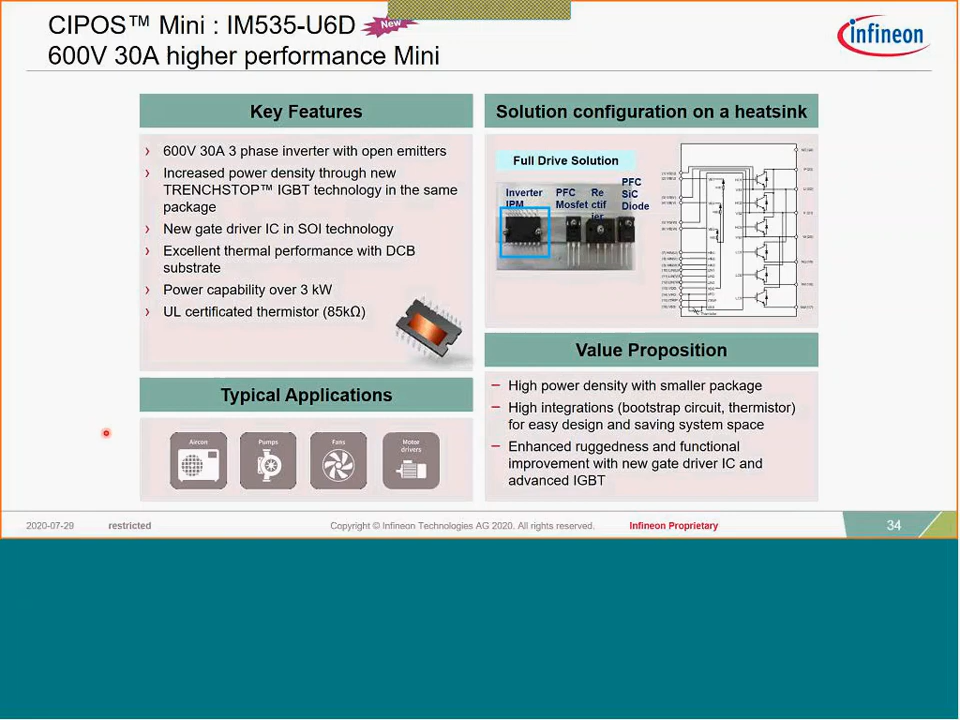 CIPOS™ Mini : IM535-U6D
New
600V 30A higher performance Mini
infineon
Key Features
› 600V 30A 3 phase inverter with open emitters
› Increased power density through new
TRENCHSTOP™ IGBT technology in the same
package
› New gate driver IC in SOI technology
› Excellent thermal performance with DCB
substrate
› Power capability over 3 kW
› UL certificated thermistor (85kΩ)
Typical Applications
Aircon
Pumps
Fans
Motor
drivers
Solution configuration on a heatsink
Full Drive Solution
Inverter
IPM
PFC
Mosfet
Re
ctif
ier
PFC
SiC
Diode
Thermistor
Value Proposition
– High power density with smaller package
– High integrations (bootstrap circuit, thermistor)
for easy design and saving system space
– Enhanced ruggedness and functional
improvement with new gate driver IC and
advanced IGBT
2020-07-29 restricted Copyright © Infineon Technologies AG 2020. All rights reserved. Infineon Proprietary 34